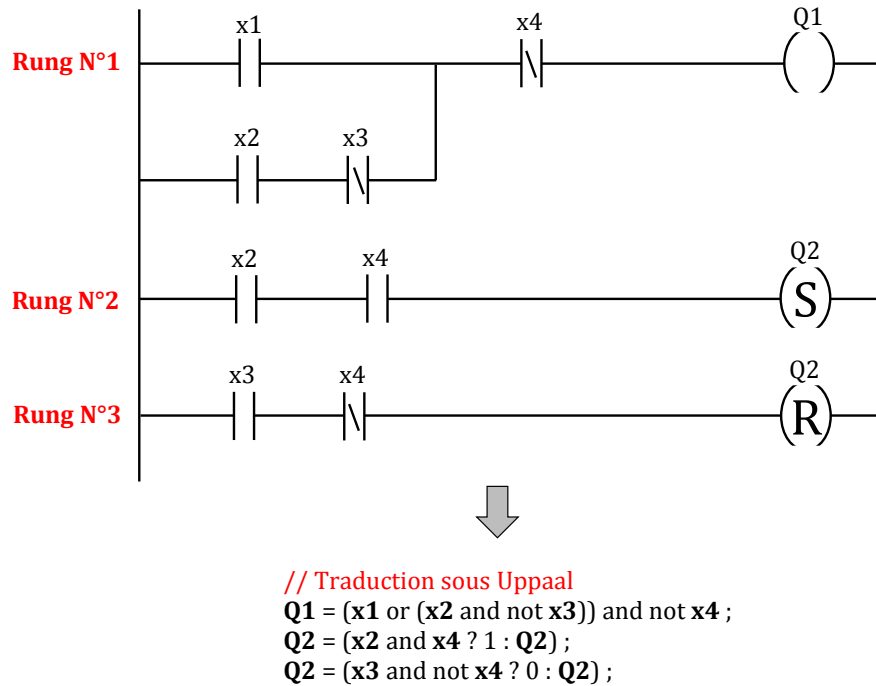 x1 x4 Q1
Rung N°1
x2 x3
x2 x4 Q2
Rung N°2 S
x3 x4 Q2
Rung N°3 R
// Traduction sous Uppaal
Q1 = (x1 or (x2 and not x3)) and not x4 ;
Q2 = (x2 and x4 ? 1 : Q2) ;
Q2 = (x3 and not x4 ? 0 : Q2) ;